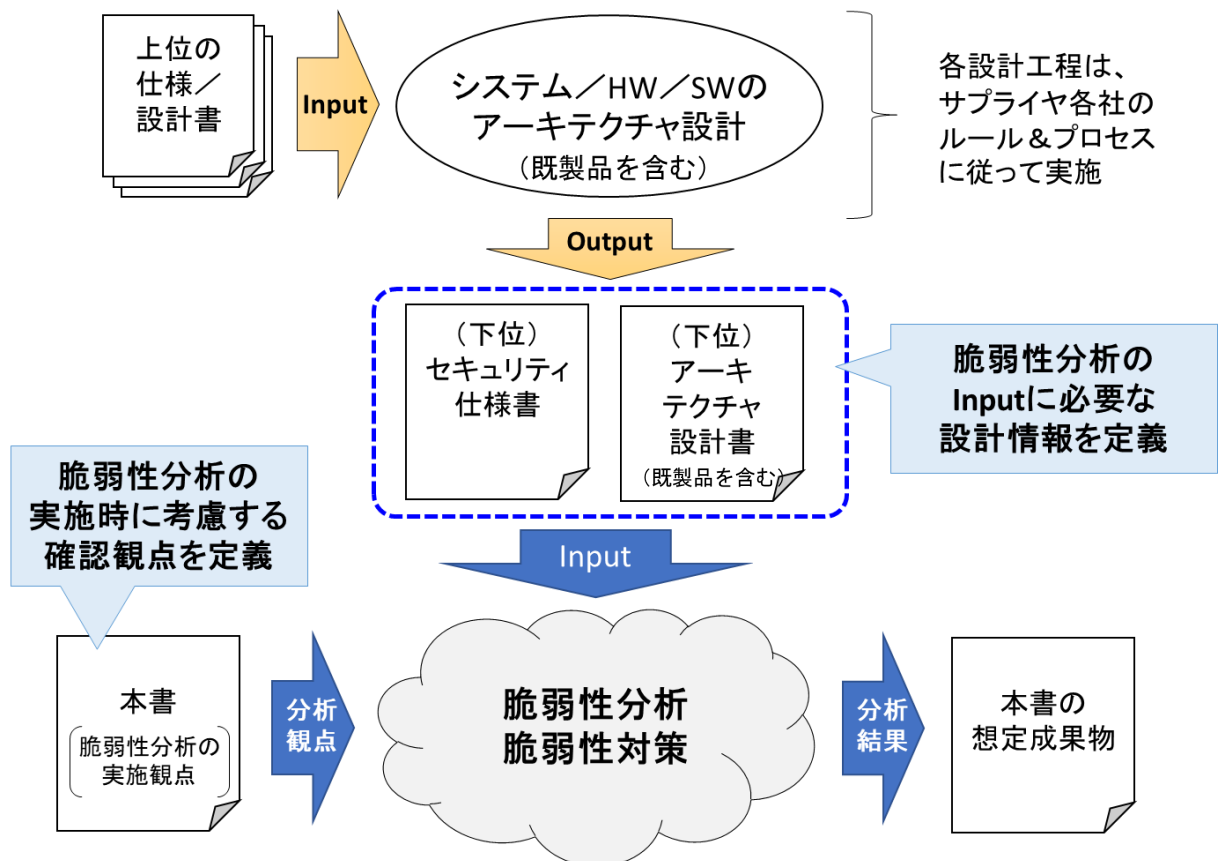 上位の
仕様／
設計書
Input
システム／HW／SWの
アーキテクチャ設計
（既製品を含む）
各設計工程は、
サプライヤ各社の
ルール＆プロセス
に従って実施
Output
（下位）
セキュリティ
仕様書
（下位）
アーキ
テクチャ
設計書
（既製品を含む）
脆弱性分析の
Inputに必要な
設計情報を定義
脆弱性分析の
実施時に考慮する
確認観点を定義
Input
本書
脆弱性分析の
実施観点
分析
観点
脆弱性分析
脆弱性対策
分析
結果
本書の
想定成果物